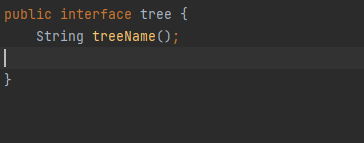 public interface tree {
    String treeName();
}